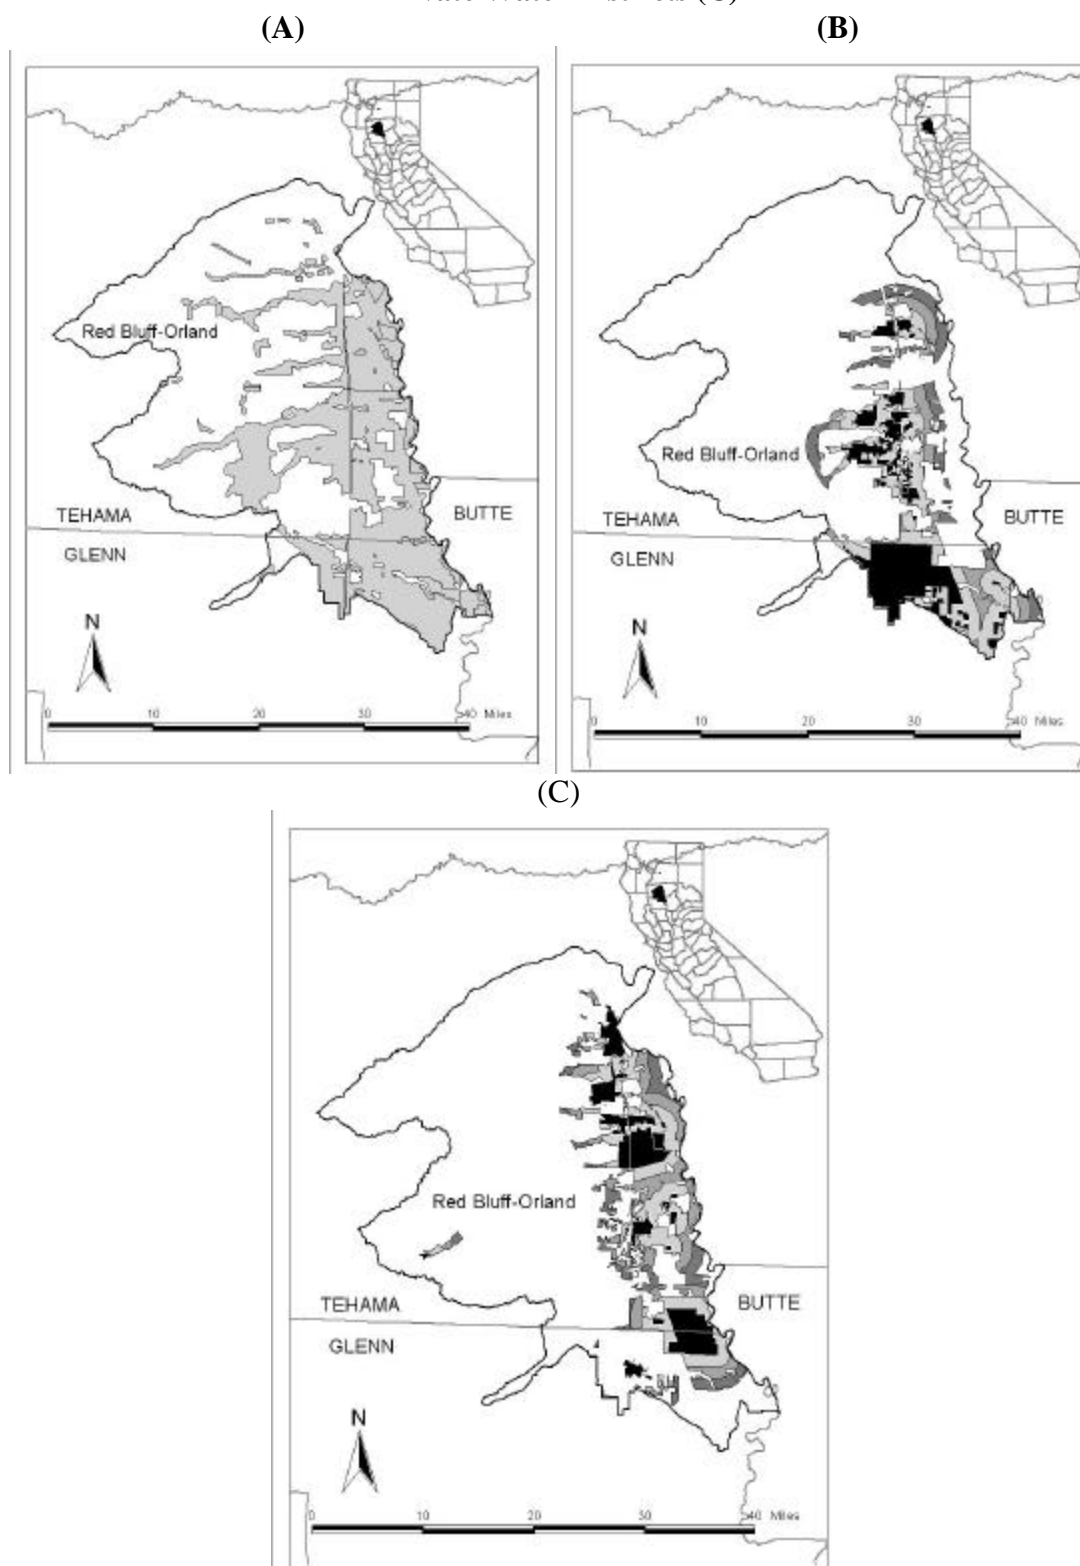 (C)
(A) (B)
Red Bluff-Orland
TEHAMA
GLENN
BUTTE
N
0 10 20 30 40 Miles
Red Bluff-Orland
TEHAMA
GLENN
BUTTE
N
0 10 20 30 40 Miles
(C)
Red Bluff-Orland
TEHAMA
GLENN
BUTTE
N
0 10 20 30 40 Miles